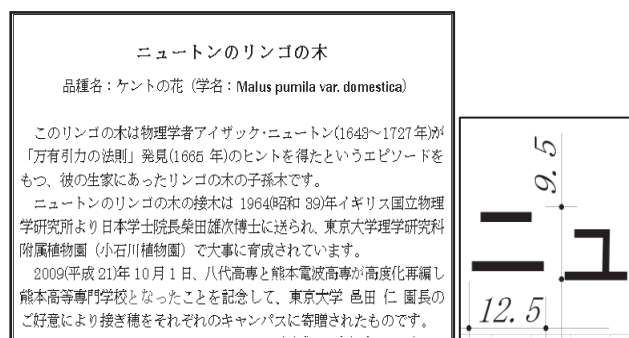 ニュートンのリンゴの木
品種名：ケントの花（学名：Malus pumila var. domestica）
このリンゴの木は物理学者アイザック・ニュートン(1643～1727年)が
「万有引力の法則」発見(1665 年)のヒントを得たというエピソードを
もつ、彼の生家にあったリンゴの木の子孫木です。
ニュートンのリンゴの木の接木は 1964(昭和 39)年イギリス国立物理
学研究所より日本学士院長柴田雄次博士に送られ、東京大学理学研究科
附属植物園（小石川植物園）で大事に育成されています。
2009(平成 21)年 10 月 1 日、八代高専と熊本電波高専が高度化再編し
熊本高等専門学校となったことを記念して、東京大学 邑田 仁 園長の
ご好意により接ぎ穂をそれぞれのキャンパスに寄贈されたものです。
9.5
ニュ
12.5